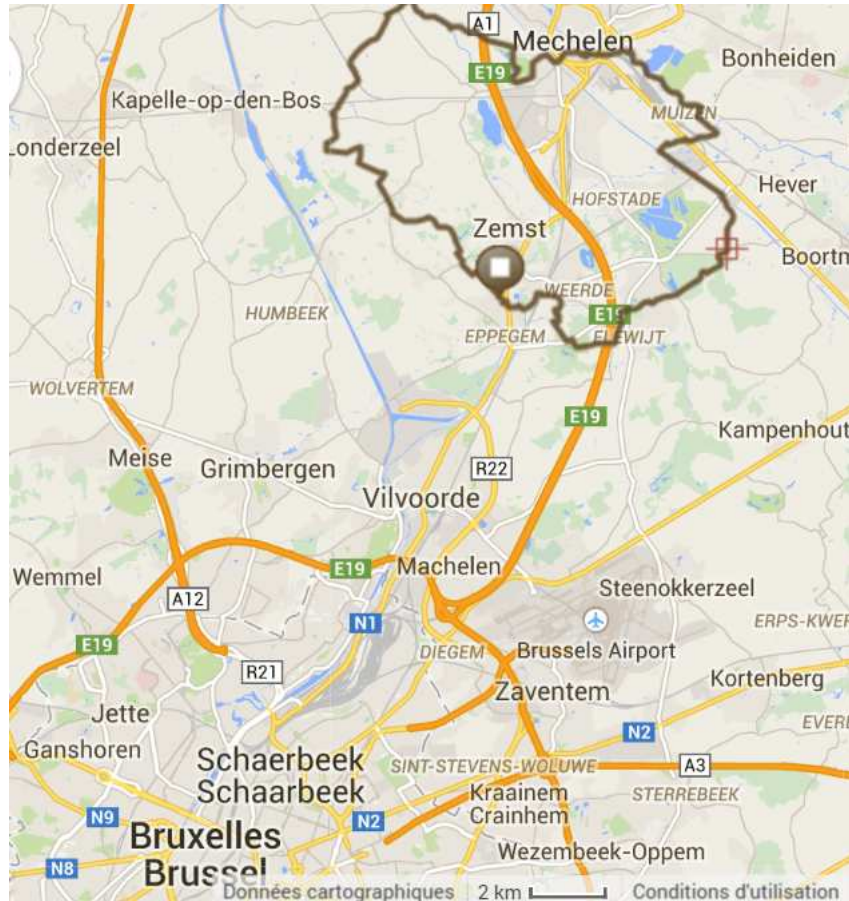 A1
Mechelen
E19
Bonheiden
Kapelle-op-den-Bos
MUIZEN
Londerzeel
HOFSTADE
Hever
Zemst
Boortm
HUMBEEK
WEERDE
E19
EPPEGEM
ELEWIJT
WOLVERTEM
E19
Kampenhout
Meise
Grimbergen
R22
Vilvoorde
E19
Machelen
Wemmel
A12
Steenokkerzeel
N1
ERPS-KWER
E19
DIEGEM
Brussels Airport
R21
Zaventem
Kortenberg
Jette
EVERE
N2
Ganshoren
Schaerbeek
Schaarbeek
SINT-STEVENS-WOLUWE
A3
STERREBEEK
N9
N2
Kraainem
Crainhem
Bruxelles
Brussel
N8
Wezembeek-Oppem
Données cartographiques
2 km
Conditions d'utilisation